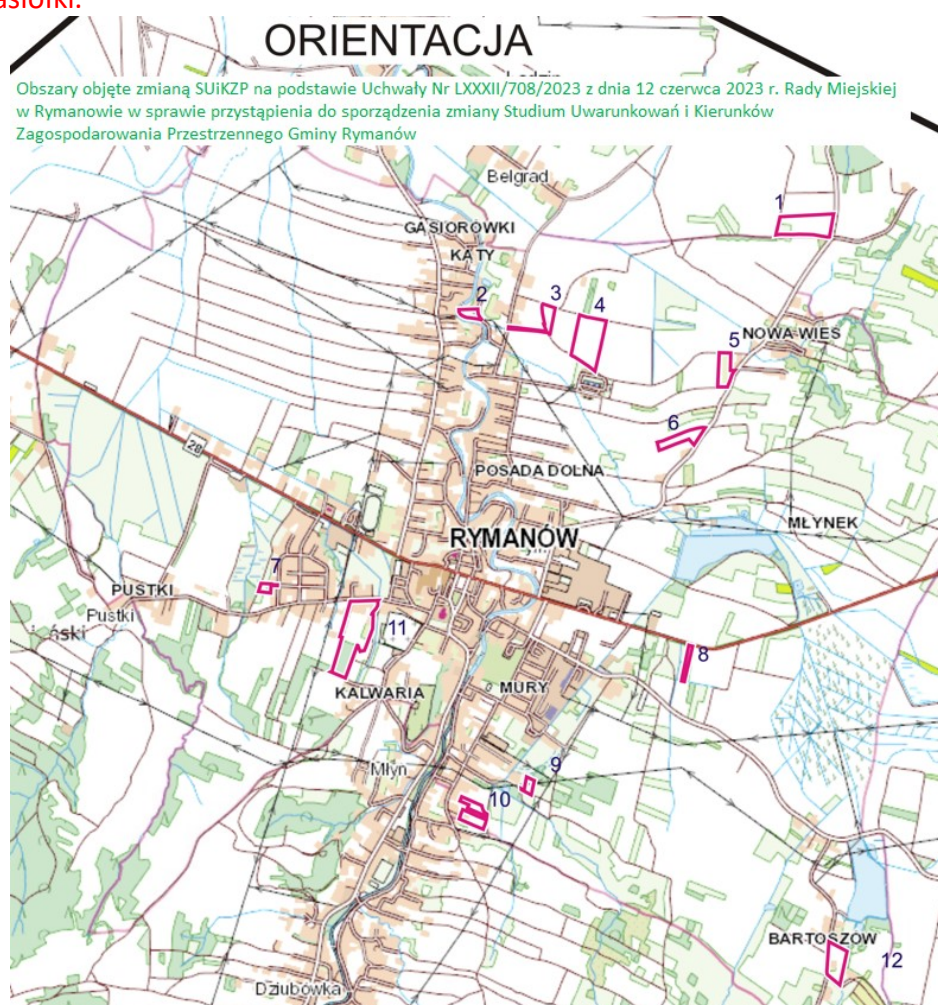 ORIENTACJA
Obszary objęte zmianą SUiKZP na podstawie Uchwały Nr LXXXII/708/2023 z dnia 12 czerwca 2023 r. Rady Miejskiej
w Rymanowie w sprawie przystąpienia do sporządzenia zmiany Studium Uwarunkowań i Kierunków
Zagospodarowania Przestrzennego Gminy Rymanów
Belgrad
1
GĄSIORÓWKI
KĄTY
2
3
4
5
NOWA WIEŚ
6
28
POSADA DOLNA
RYMANÓW
MŁYNEK
7
PUSTKI
Pustki
11
8
KALWARIA
MURY
Młyn
9
10
BARTOSZÓW
12
Dziubówka